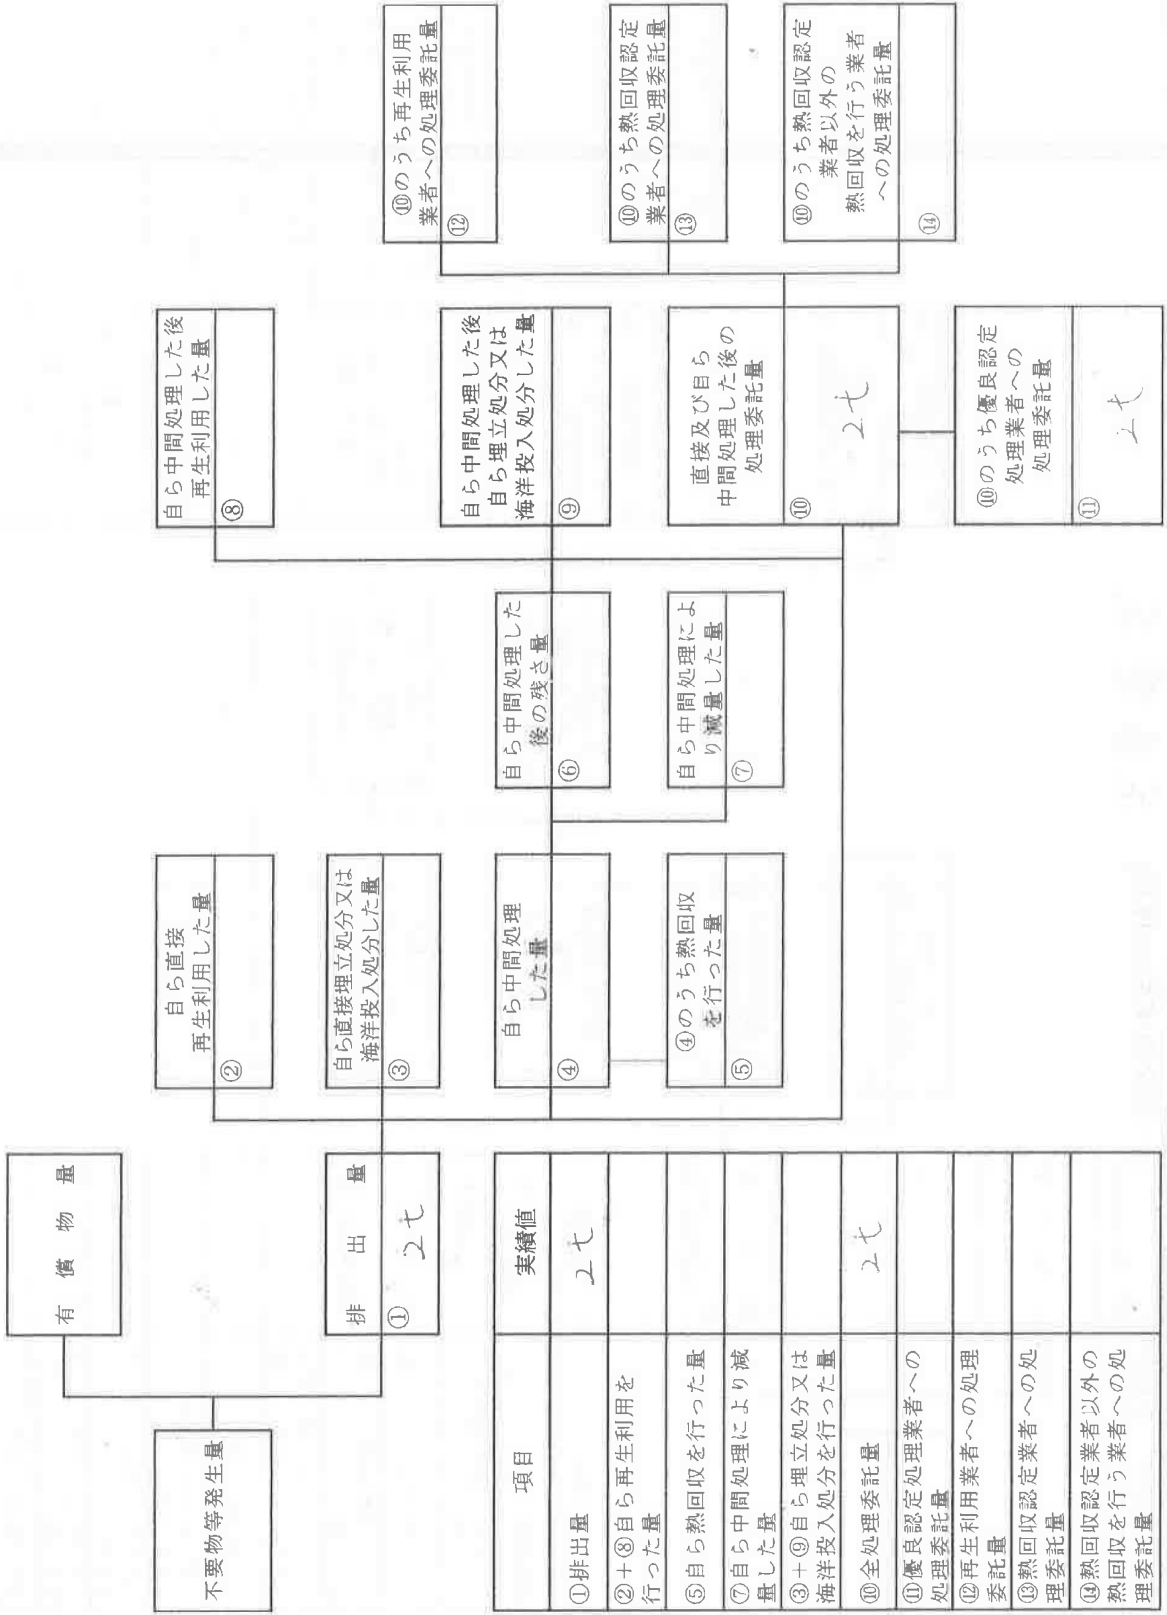 不要物等発生量
有償物量
排出量
①
2t
自ら直接
再生利用した量
②
自ら直接埋立処分又は
海洋投入処分した量
③
自ら中間処理
した量
④
④のうち熱回収
を行った量
⑤
自ら中間処理した
後の残さ量
⑥
自ら中間処理によ
り減量した量
⑦
自ら中間処理した後
再生利用した量
⑧
自ら中間処理した後
自ら埋立処分又は
海洋投入処分した量
⑨
直接及び自ら
中間処理した後の
処理委託量
⑩
2t
⑩のうち優良認定
処理業者への
処理委託量
⑪
2t
⑩のうち再生利用
業者への処理委託量
⑫
⑩のうち熱回収認定
業者への処理委託量
⑬
⑩のうち熱回収認定
業者以外の
熱回収を行う業者
への処理委託量
⑭
項目 実績値
①排出量 2t
②+⑧自ら再生利用を
行った量
⑤自ら熱回収を行った量
⑦自ら中間処理により減
量した量
③+⑨自ら埋立処分又は
海洋投入処分を行った量
⑩全処理委託量 2t
⑪優良認定処理業者への
処理委託量
⑫再生利用業者への処理
委託量
⑬熱回収認定業者への処
理委託量
⑭熱回収認定業者以外の
熱回収を行う業者への処
理委託量